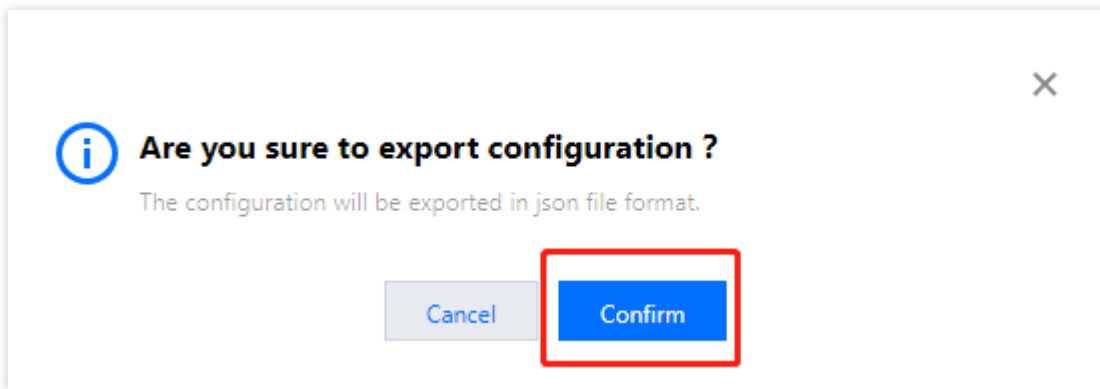 Are you sure to export configuration ?
The configuration will be exported in json file format.
Cancel
Confirm